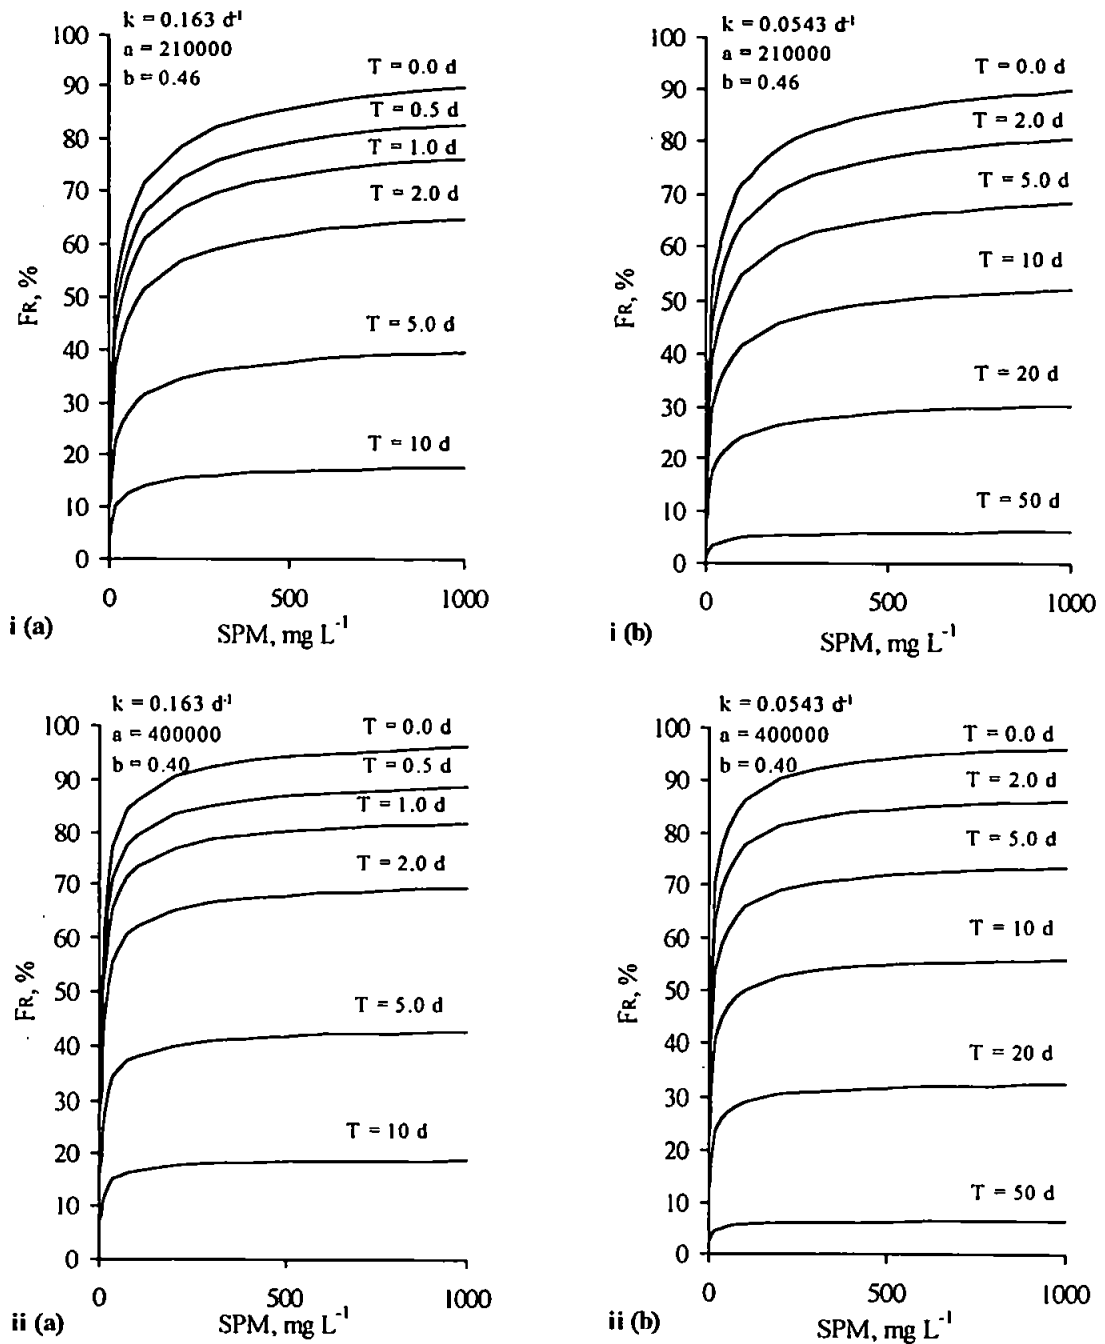 k = 0.163 d-1
a = 210000
b = 0.46
100
90
80
70
60
50
40
30
20
10
0
FR, %
T = 0.0 d
T = 0.5 d
T = 1.0 d
T = 2.0 d
T = 5.0 d
T = 10 d
0 500 1000
SPM, mg L-1
i (a)
k = 0.0543 d-1
a = 210000
b = 0.46
100
90
80
70
60
50
40
30
20
10
0
FR, %
T = 0.0 d
T = 2.0 d
T = 5.0 d
T = 10 d
T = 20 d
T = 50 d
0 500 1000
SPM, mg L-1
i (b)
k = 0.163 d-1
a = 400000
b = 0.40
100
90
80
70
60
50
40
30
20
10
0
FR, %
T = 0.0 d
T = 0.5 d
T = 1.0 d
T = 2.0 d
T = 5.0 d
T = 10 d
0 500 1000
SPM, mg L-1
ii (a)
k = 0.0543 d-1
a = 400000
b = 0.40
100
90
80
70
60
50
40
30
20
10
0
FR, %
T = 0.0 d
T = 2.0 d
T = 5.0 d
T = 10 d
T = 20 d
T = 50 d
0 500 1000
SPM, mg L-1
ii (b)